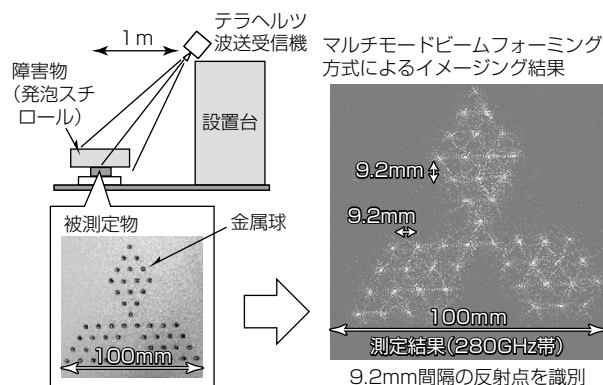 テラヘルツ
波送受信機
1m
障害物
(発泡スチ
ロール)
設置台
被測定物
金属球
100mm
マルチモードビームフォーミング
方式によるイメージング結果
9.2mm
9.2mm
100mm
測定結果(280GHz帯)
9.2mm間隔の反射点を識別